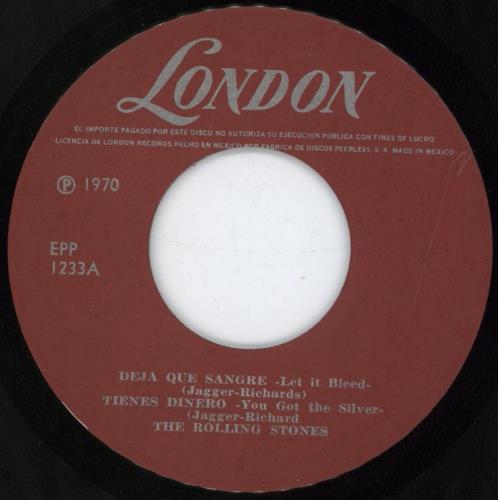 LONDON
EL IMPORTE PAGADO POR ESTE DISCO NO AUTORIZA SU EJECUCION PUBLICA CON FINES DE LUCRO
LICENCIA DE LONDON RECORDS HECHO EN MEXICO POR FABRICA DE DISCOS PEERLESS, S. A. MADE IN MEXICO
Ⓟ 1970
EPP
1233A
DEJA QUE SANGRE -Let it Bleed-
(Jagger-Richards)
TIENES DINERO -You Got the Silver-
(Jagger-Richard
THE ROLLING STONES